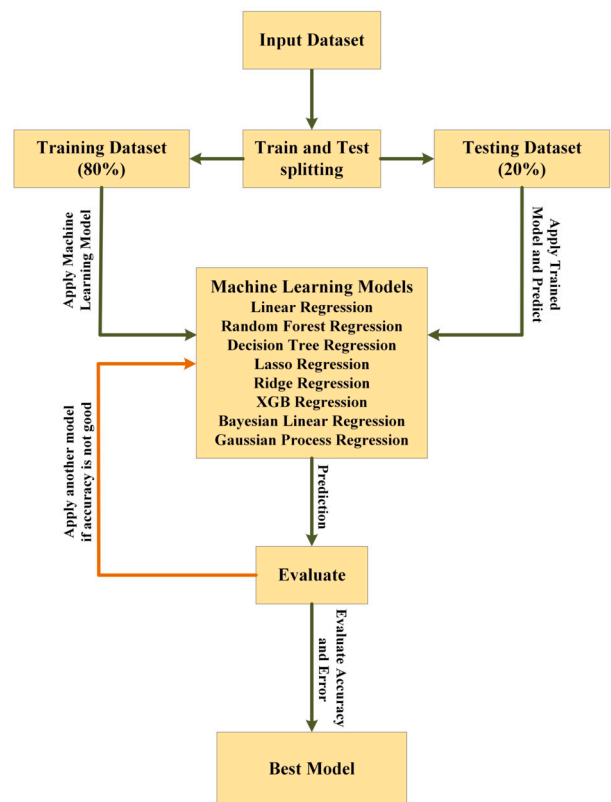 Input Dataset
Training Dataset
(80%)
Train and Test
splitting
Testing Dataset
(20%)
Apply Machine
Learning Model
Apply Trained
Model and Predict
Machine Learning Models
Linear Regression
Random Forest Regression
Decision Tree Regression
Lasso Regression
Ridge Regression
XGB Regression
Bayesian Linear Regression
Gaussian Process Regression
Apply another model
if accuracy is not good
Prediction
Evaluate
Evaluate Accuracy
and Error
Best Model